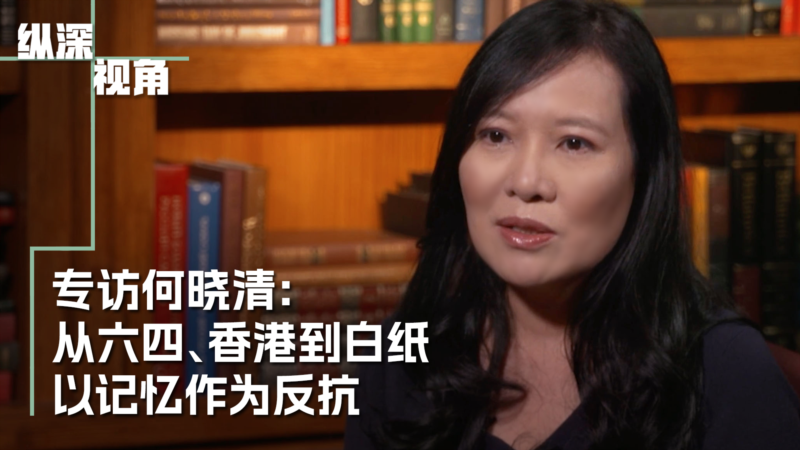 纵深
视角
专访何晓清：
从六四、香港到白纸
以记忆作为反抗